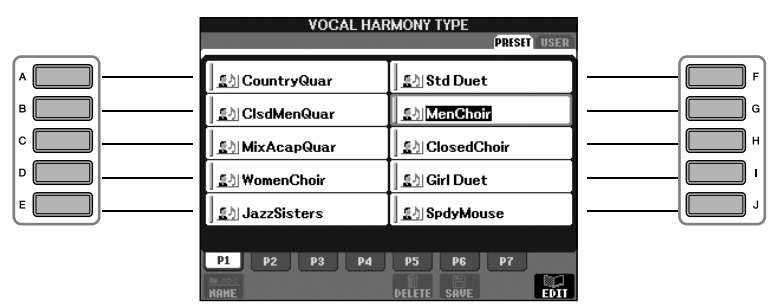 VOCAL HARMONY TYPE
PRESET USER
A CountryQuar Std Duet F
B ClsdMenQuar MenChoir G
C MixAcapQuar ClosedChoir H
D WomenChoir Girl Duet I
E JazzSisters SpdyMouse J
P1 P2 P3 P4 P5 P6 P7
NAME DELETE SAVE EDIT